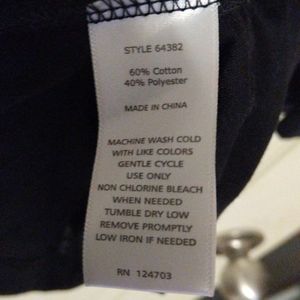 STYLE 64382
60% Cotton
40% Polyester
MADE IN CHINA
MACHINE WASH COLD
WITH LIKE COLORS
GENTLE CYCLE
USE ONLY
NON CHLORINE BLEACH
WHEN NEEDED
TUMBLE DRY LOW
REMOVE PROMPTLY
LOW IRON IF NEEDED
RN 124703